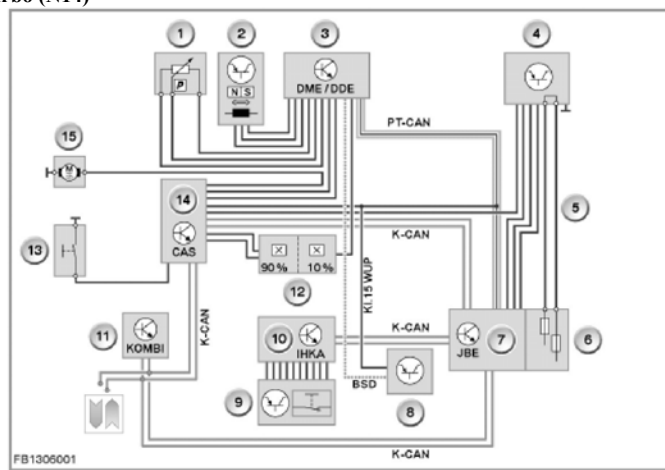 1
2
3
4
P
N S
DME / DDE
PT-CAN
15
M
14
5
K-CAN
CAS
13
90 %
10 %
12
KI.15 WUP
K-CAN
11
KOMBI
10
IHKA
K-CAN
JBE
7
6
9
BSD
8
K-CAN
FB1306001